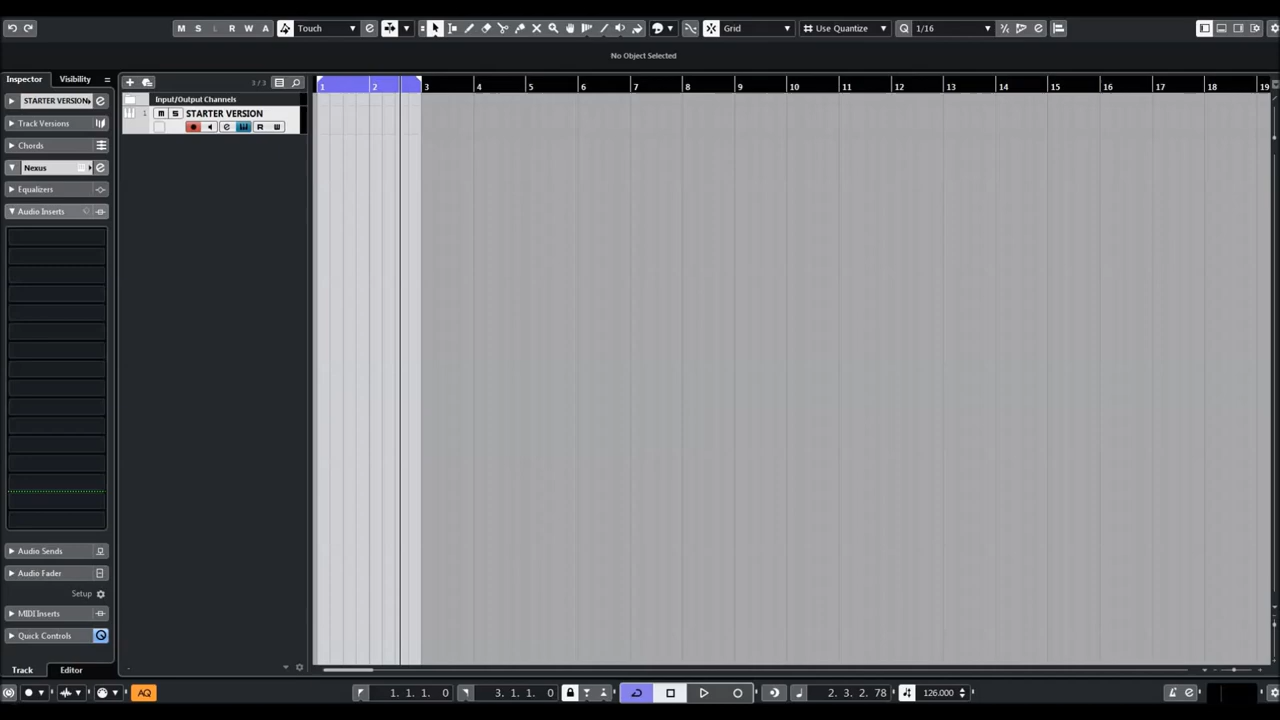 M S L R W A Touch Grid Use Quantize Q 1/16
No Object Selected
Inspector Visibility
3 / 3
1 2 3 4 5 6 7 8 9 10 11 12 13 14 15 16 17 18 19
STARTER VERSION
Input/Output Channels
1 M S STARTER VERSION
R W
Track Versions
Chords
Nexus
Equalizers
Audio Inserts
Audio Sends
Audio Fader
Setup
MIDI Inserts
Quick Controls
Track Editor
AQ 1. 1. 1. 0 3. 1. 1. 0 2. 3. 2. 78 126.000